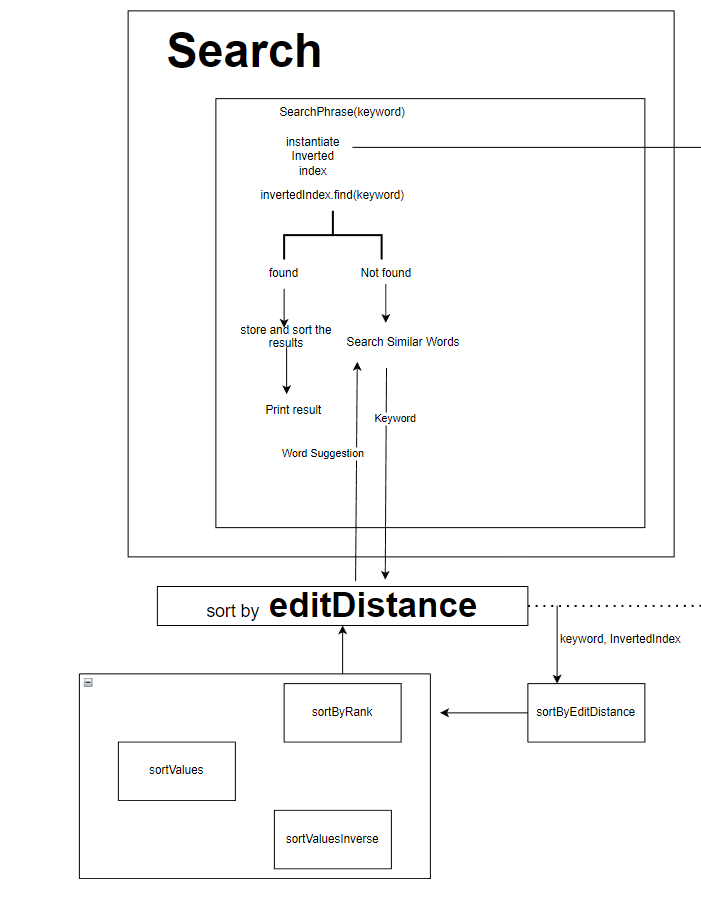 Search
SearchPhrase(keyword)
instantiate
Inverted
index
invertedIndex.find(keyword)
found
Not found
store and sort the
results
Search Similar Words
Print result
Keyword
Word Suggestion
sort by editDistance
keyword, InvertedIndex
sortByRank
sortByEditDistance
sortValues
sortValuesInverse